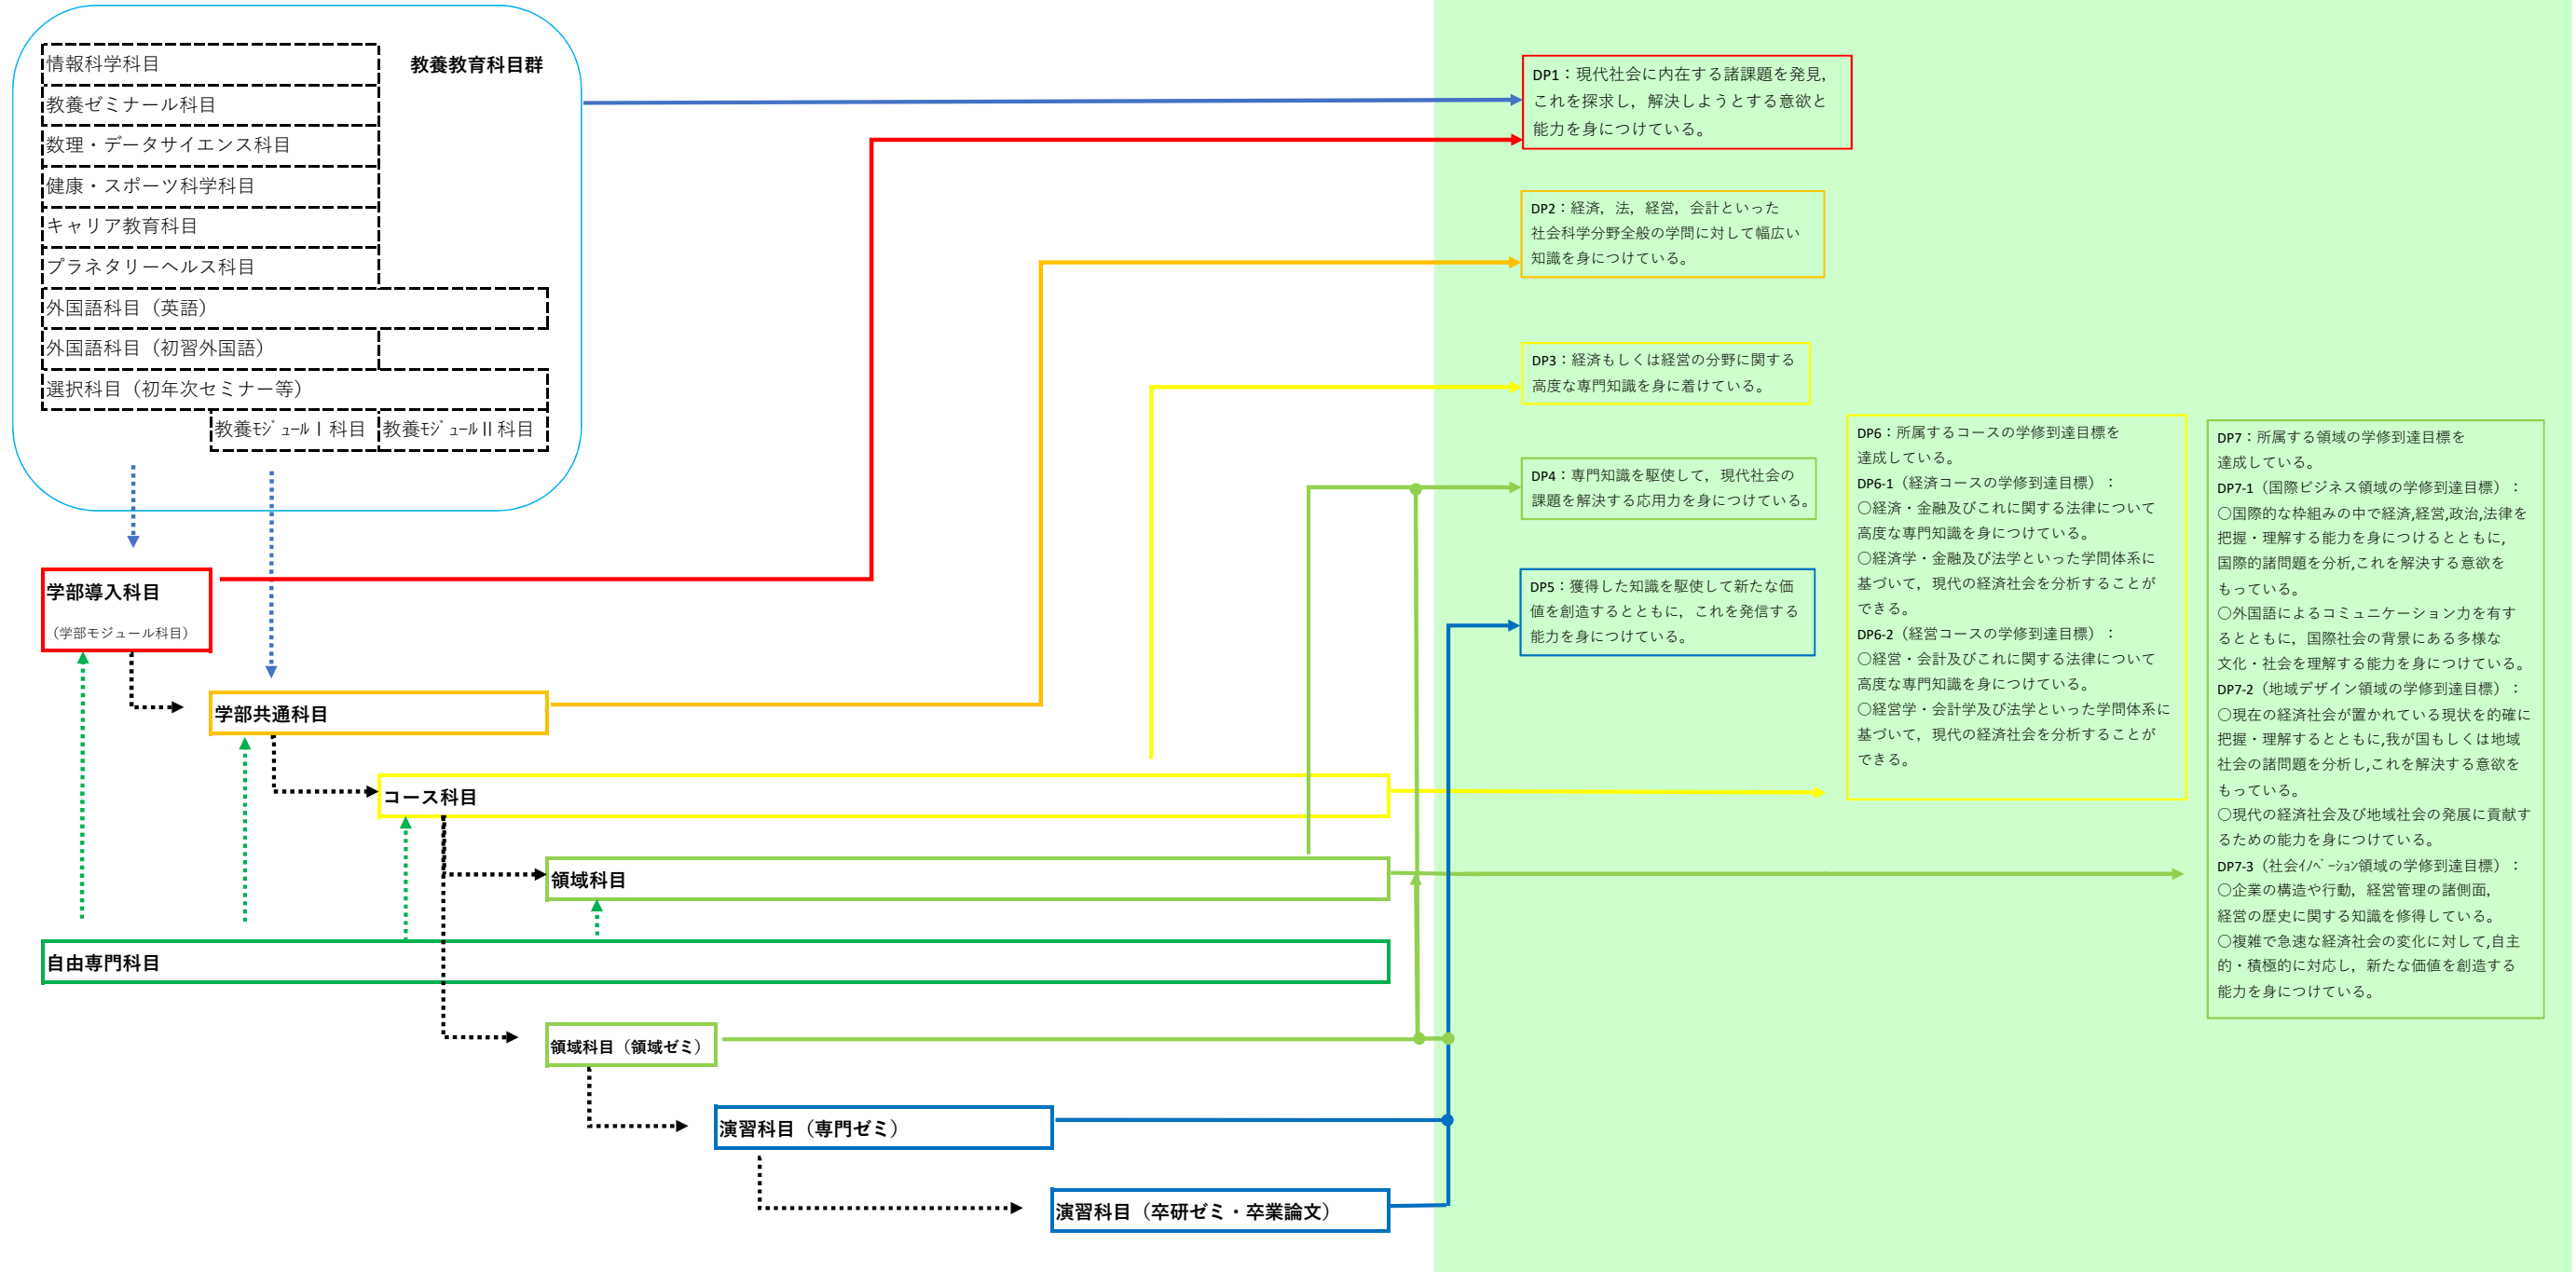 教養教育科目群
情報科学科目
教養ゼミナール科目
数理・データサイエンス科目
健康・スポーツ科学科目
キャリア教育科目
プラネタリーヘルス科目
外国語科目（英語）
外国語科目（初習外国語）
選択科目（初年次セミナー等）
教養ﾓｼﾞｭｰﾙⅠ科目
教養ﾓｼﾞｭｰﾙⅡ科目
学部導入科目
（学部モジュール科目）
学部共通科目
コース科目
領域科目
自由専門科目
領域科目（領域ゼミ）
演習科目（専門ゼミ）
演習科目（卒研ゼミ・卒業論文）
DP1：現代社会に内在する諸課題を発見，
これを探求し，解決しようとする意欲と
能力を身につけている。
DP2：経済，法，経営，会計といった
社会科学分野全般の学問に対して幅広い
知識を身につけている。
DP3：経済もしくは経営の分野に関する
高度な専門知識を身に着けている。
DP4：専門知識を駆使して，現代社会の
課題を解決する応用力を身につけている。
DP5：獲得した知識を駆使して新たな価
値を創造するとともに，これを発信する
能力を身につけている。
DP6：所属するコースの学修到達目標を
達成している。
DP6-1（経済コースの学修到達目標）：
〇経済・金融及びこれに関する法律について
高度な専門知識を身につけている。
〇経済学・金融及び法学といった学問体系に
基づいて，現代の経済社会を分析することが
できる。
DP6-2（経営コースの学修到達目標）：
〇経営・会計及びこれに関する法律について
高度な専門知識を身につけている。
〇経営学・会計学及び法学といった学問体系に
基づいて，現代の経済社会を分析することが
できる。
DP7：所属する領域の学修到達目標を
達成している。
DP7-1（国際ビジネス領域の学修到達目標）：
〇国際的な枠組みの中で経済,経営,政治,法律を
把握・理解する能力を身につけるとともに,
国際的諸問題を分析,これを解決する意欲を
もっている。
〇外国語によるコミュニケーション力を有す
るとともに，国際社会の背景にある多様な
文化・社会を理解する能力を身につけている。
DP7-2（地域デザイン領域の学修到達目標）：
〇現在の経済社会が置かれている現状を的確に
把握・理解するとともに,我が国もしくは地域
社会の諸問題を分析し,これを解決する意欲を
もっている。
〇現代の経済社会及び地域社会の発展に貢献す
るための能力を身につけている。
DP7-3（社会ｲﾉﾍﾞｰｼｮﾝ領域の学修到達目標）：
〇企業の構造や行動，経営管理の諸側面，
経営の歴史に関する知識を修得している。
〇複雑で急速な経済社会の変化に対して,自主
的・積極的に対応し，新たな価値を創造する
能力を身につけている。